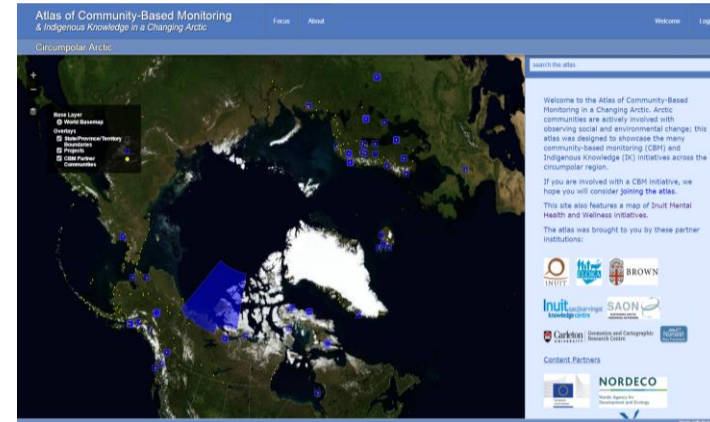 Atlas of Community-Based Monitoring
& Indigenous Knowledge in a Changing Arctic
Focus About
Welcome Log
Circumpolar Arctic
search the atlas
+
Base Layer
World Basemap
Overlays
State/Province/Territory
Boundaries
Projects
CBM Partner
Communities
Welcome to the Atlas of Community-Based
Monitoring in a Changing Arctic. Arctic
communities are actively involved with
observing social and environmental change; this
atlas was designed to showcase the many
community-based monitoring (CBM) and
Indigenous Knowledge (IK) initiatives across the
circumpolar region.
If you are involved with a CBM initiative, we
hope you will consider joining the atlas.
This site also features a map of Inuit Mental
Health and Wellness initiatives.
The atlas was brought to you by these partner
institutions:
INUIT
ELOKA
BROWN
Inuit
knowledge centre
SAON
Carleton
UNIVERSITY
Geomatics and Cartographic
Research Centre
Content Partners
NORDECO
Nordic Agency for
Development and Ecology